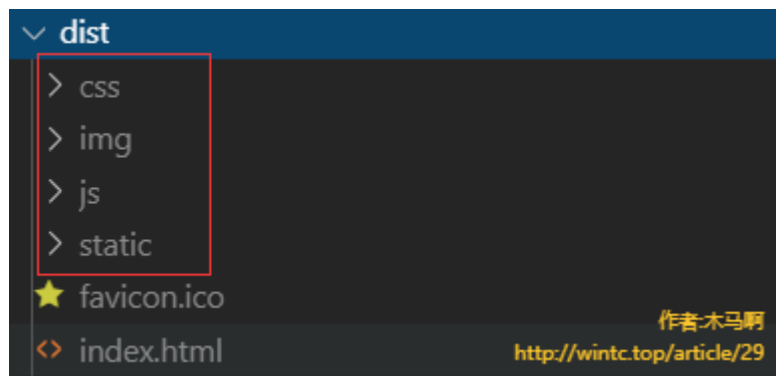 dist
css
img
js
static
favicon.ico
index.html
作者:木马啊
http://wintc.top/article/29